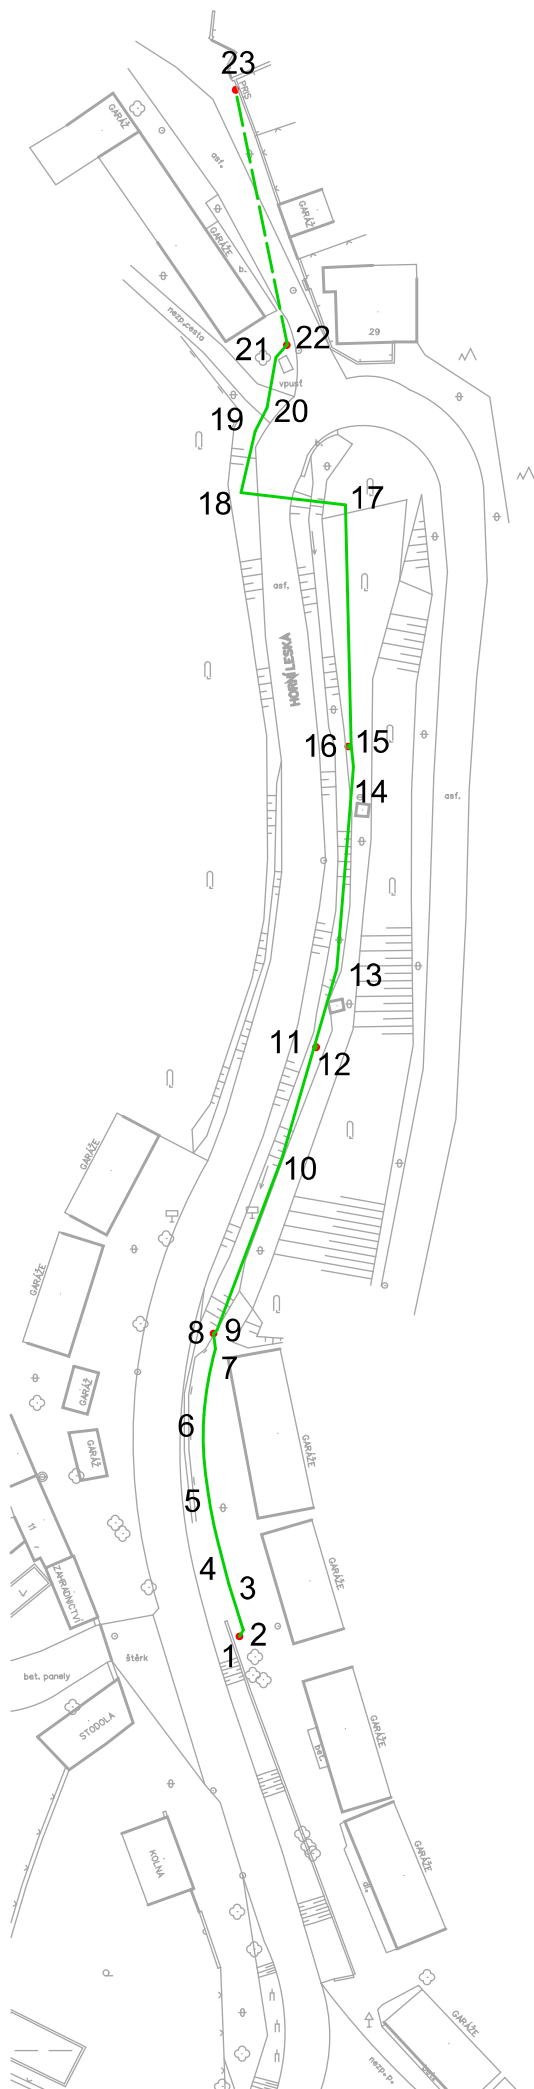 23
PRIS
GARÁŽ
asf.
GARÁŽ
GARÁŽE
b.
nezp.cesta
29
22
21
vpusť
20
19
b.
18
17
asf.
HORNÍ LESKÁ
16
15
14
asf.
13
11
12
GARÁŽE
10
GARÁŽE
8
9
7
GARÁŽ
6
GARÁŽE
GARÁŽ
5
11
ZAHRADNICTVÍ
4
3
GARÁŽE
2
1
štěrk
bet. panely
STODOLA
GARÁŽE
bet.
KOLNA
GARÁŽE
GARÁŽE
nezp.p.